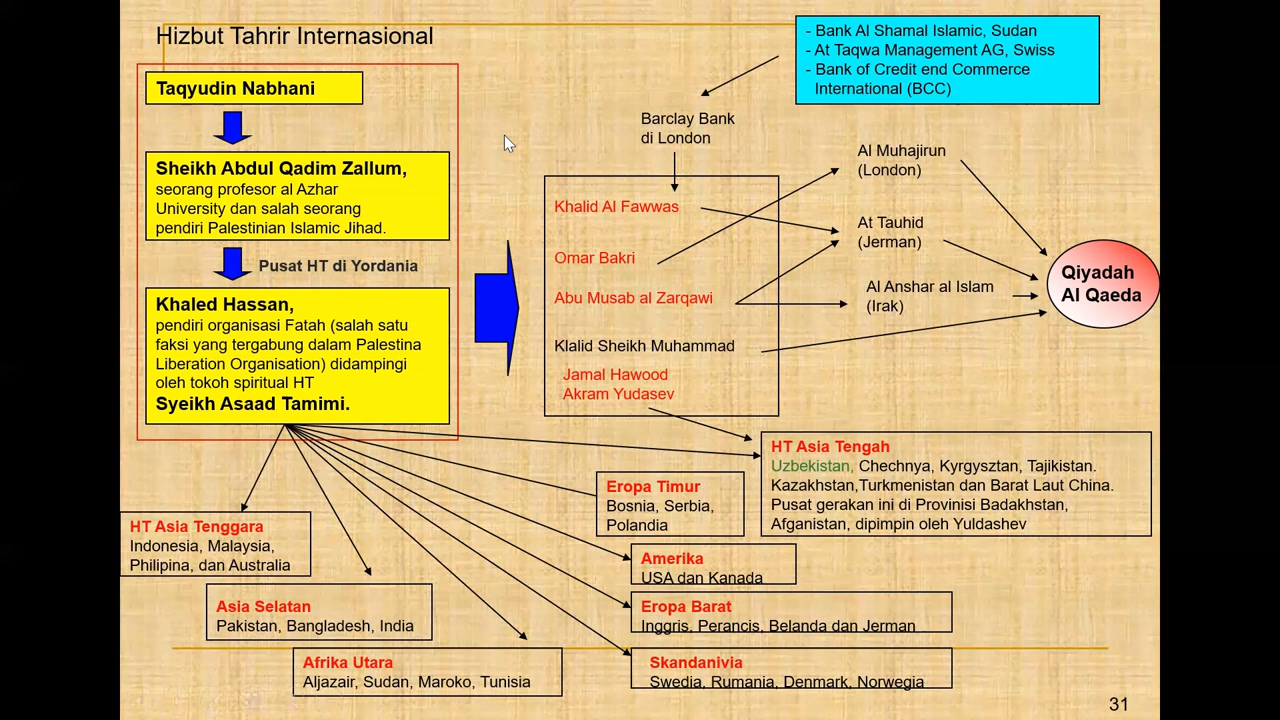 Hizbut Tahrir Internasional
- Bank Al Shamal Islamic, Sudan
- At Taqwa Management AG, Swiss
- Bank of Credit end Commerce
International (BCC)
Taqyudin Nabhani
Sheikh Abdul Qadim Zallum,
seorang profesor al Azhar
University dan salah seorang
pendiri Palestinian Islamic Jihad.
Pusat HT di Yordania
Khaled Hassan,
pendiri organisasi Fatah (salah satu
faksi yang tergabung dalam Palestina
Liberation Organisation) didampingi
oleh tokoh spiritual HT
Syeikh Asaad Tamimi.
Barclay Bank
di London
Khalid Al Fawwas
Omar Bakri
Abu Musab al Zarqawi
Klalid Sheikh Muhammad
Jamal Hawood
Akram Yudasev
Al Muhajirun
(London)
At Tauhid
(Jerman)
Al Anshar al Islam
(Irak)
Qiyadah
Al Qaeda
HT Asia Tengah
Uzbekistan, Chechnya, Kyrgysztan, Tajikistan.
Kazakhstan,Turkmenistan dan Barat Laut China.
Pusat gerakan ini di Provinisi Badakhstan,
Afganistan, dipimpin oleh Yuldashev
Eropa Timur
Bosnia, Serbia,
Polandia
HT Asia Tenggara
Indonesia, Malaysia,
Philipina, dan Australia
Amerika
USA dan Kanada
Asia Selatan
Pakistan, Bangladesh, India
Eropa Barat
Inggris, Perancis, Belanda dan Jerman
Afrika Utara
Aljazair, Sudan, Maroko, Tunisia
Skandanivia
Swedia, Rumania, Denmark, Norwegia
31